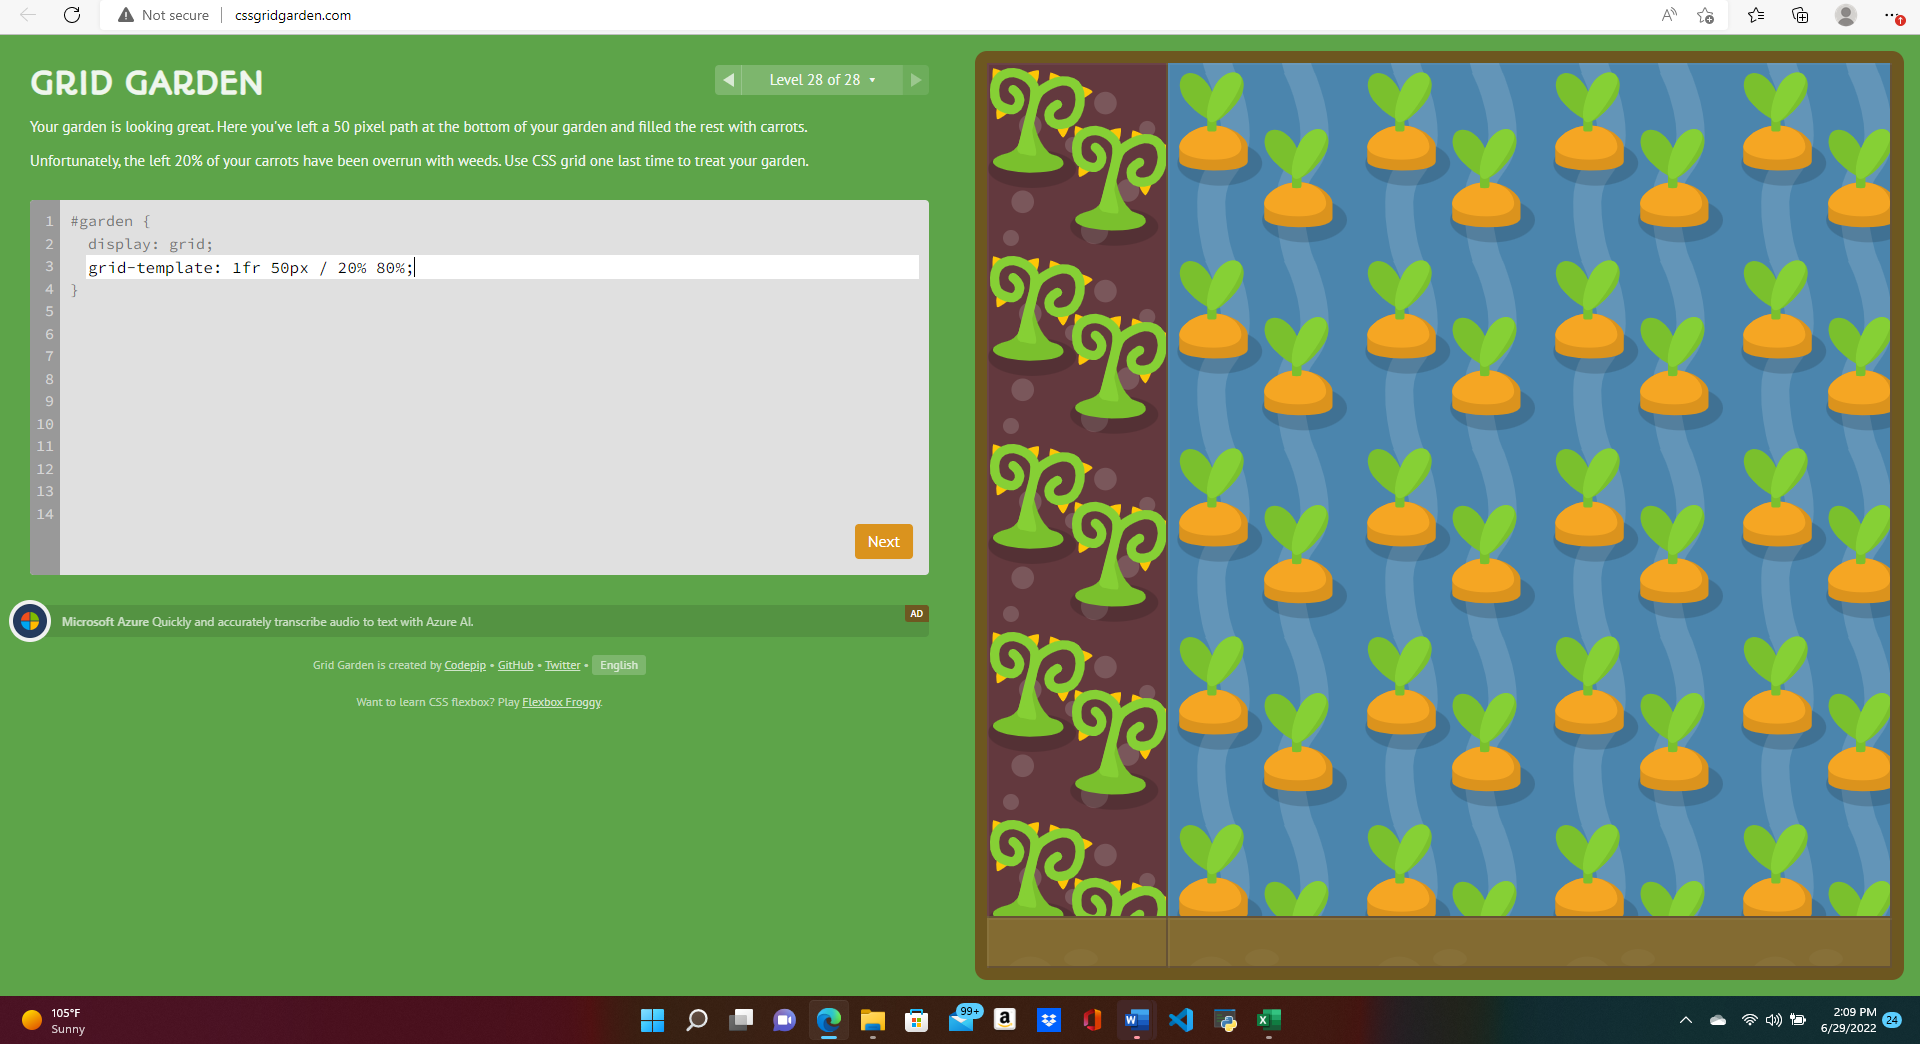 Not secure
cssgridgarden.com
GRID GARDEN
Level 28 of 28
Your garden is looking great. Here you've left a 50 pixel path at the bottom of your garden and filled the rest with carrots.
Unfortunately, the left 20% of your carrots have been overrun with weeds. Use CSS grid one last time to treat your garden.
1 #garden {
2 display: grid;
3 grid-template: 1fr 50px / 20% 80%;
4 }
5
6
7
8
9
10
11
12
13
14
Next
Microsoft Azure Quickly and accurately transcribe audio to text with Azure AI.
AD
Grid Garden is created by Codepip • GitHub • Twitter • English
Want to learn CSS flexbox? Play Flexbox Froggy.
105°F
Sunny
99+
a
W
X
2:09 PM
6/29/2022
24